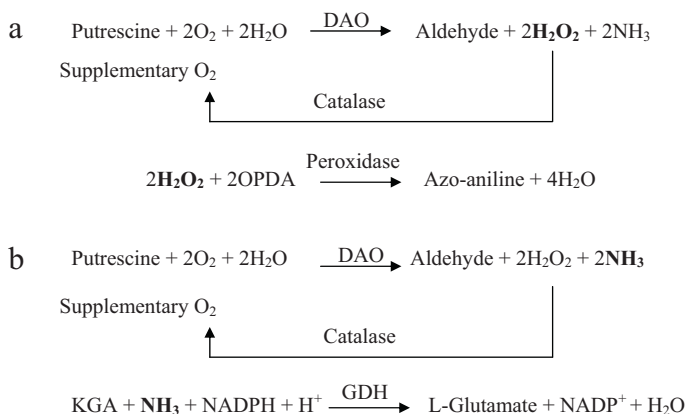 a
DAO
Putrescine + 2O₂ + 2H₂O Aldehyde + 2H₂O₂ + 2NH₃
Supplementary O₂
Catalase
Peroxidase
2H₂O₂ + 2OPDA Azo-aniline + 4H₂O
b
Putrescine + 2O₂ + 2H₂O DAO Aldehyde + 2H₂O₂ + 2NH₃
Supplementary O₂
Catalase
GDH
KGA + NH₃ + NADPH + H⁺ L-Glutamate + NADP⁺ + H₂O